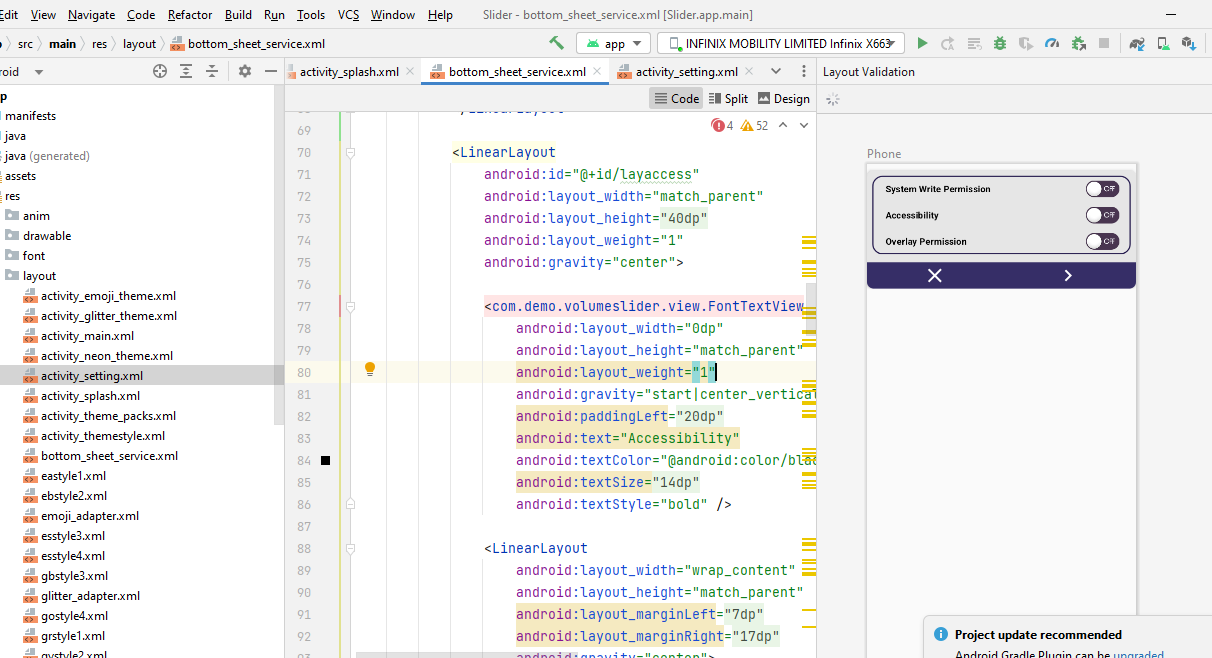 Edit View Navigate Code Refactor Build Run Tools VCS Window Help Slider - bottom_sheet_service.xml [Slider.app.main]
src main res layout bottom_sheet_service.xml app INFINIX MOBILITY LIMITED Infinix X663
roid activity_splash.xml bottom_sheet_service.xml activity_setting.xml Layout Validation
Code Split Design
4 52
p
manifests
java
java (generated)
assets
res
anim
drawable
font
layout
activity_emoji_theme.xml
activity_glitter_theme.xml
activity_main.xml
activity_neon_theme.xml
activity_setting.xml
activity_splash.xml
activity_theme_packs.xml
activity_themestyle.xml
bottom_sheet_service.xml
eastyle1.xml
ebstyle2.xml
emoji_adapter.xml
esstyle3.xml
esstyle4.xml
gbstyle3.xml
glitter_adapter.xml
gostyle4.xml
grstyle1.xml
gystyle2.xml
69
70 <LinearLayout
71 android:id="@+id/layaccess"
72 android:layout_width="match_parent"
73 android:layout_height="40dp"
74 android:layout_weight="1"
75 android:gravity="center">
76
77 <com.demo.volumeslider.view.FontTextView
78 android:layout_width="0dp"
79 android:layout_height="match_parent"
80 android:layout_weight="1"
81 android:gravity="start|center_vertical
82 android:paddingLeft="20dp"
83 android:text="Accessibility"
84 android:textColor="@android:color/blac
85 android:textSize="14dp"
86 android:textStyle="bold" />
87
88 <LinearLayout
89 android:layout_width="wrap_content"
90 android:layout_height="match_parent"
91 android:layout_marginLeft="7dp"
92 android:layout_marginRight="17dp"
93 android:gravity="center">
Phone
System Write Permission OFF
Accessibility OFF
Overlay Permission OFF
Project update recommended
Android Gradle Plugin can be upgraded